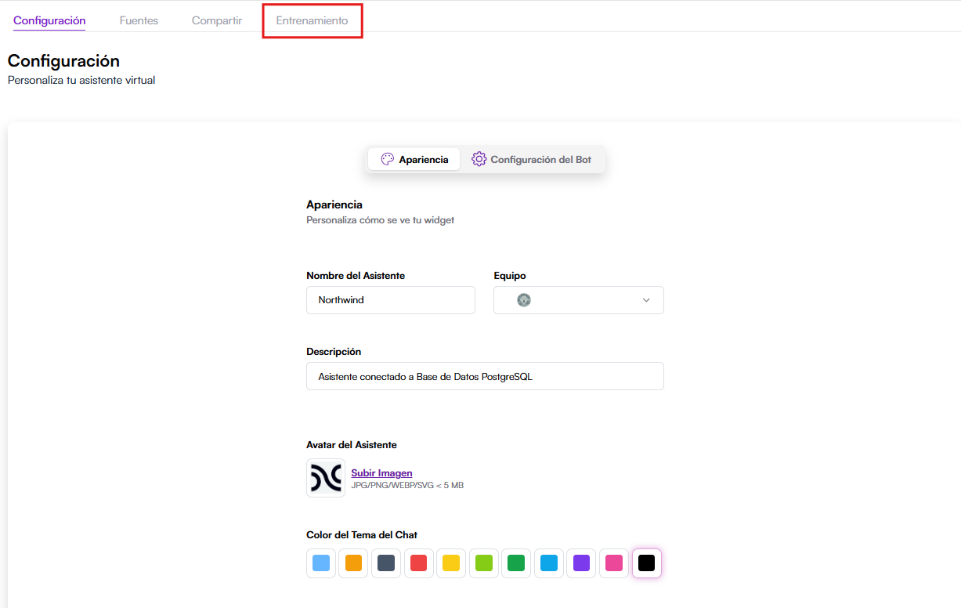 Configuración Fuentes Compartir Entrenamiento
Configuración
Personaliza tu asistente virtual
Apariencia Configuración del Bot
Apariencia
Personaliza cómo se ve tu widget
Nombre del Asistente Equipo
Northwind
Descripción
Asistente conectado a Base de Datos PostgreSQL
Avatar del Asistente
Subir Imagen
JPG/PNG/WEBP/SVG < 5 MB
Color del Tema del Chat